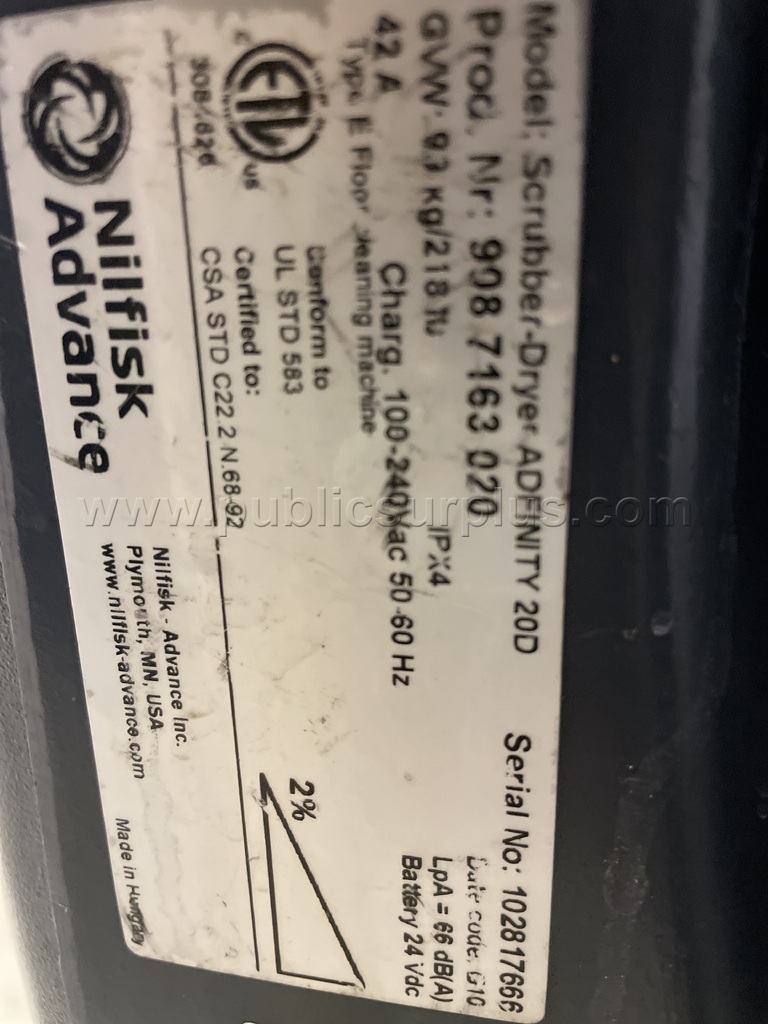 Model: Scrubber-Dryer ADFINITY 20D
Serial No: 102817666
Prod. Nr: 908 7163 020
Date code: G10
GVW: 93 Kg/218
IPX4
LpA = 66 dB(A)
42 A
Charg. 100-240Vac 50-60 Hz
Battery 24 Vdc
Type E Floor cleaning machine
ETL
US
Conform to
UL STD 583
2%
Certified to:
CSA STD C22.2 N.68-92
Nilfisk
Advance
Nilfisk - Advance Inc.
Plymouth, MN, USA
www.nilfisk-advance.com
Made in Hungary
www.publicsurplus.com